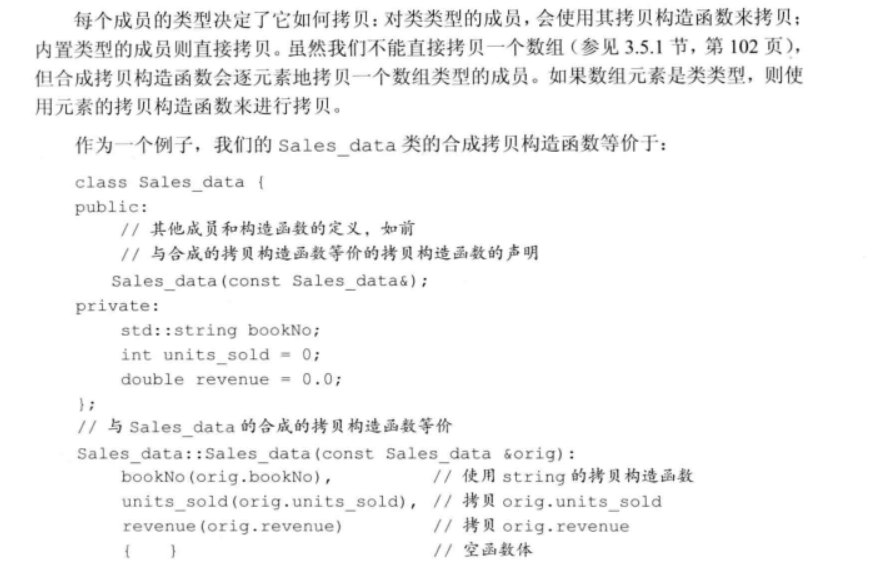 每个成员的类型决定了它如何拷贝：对类类型的成员，会使用其拷贝构造函数来拷贝；
内置类型的成员则直接拷贝。虽然我们不能直接拷贝一个数组（参见 3.5.1 节，第 102 页），
但合成拷贝构造函数会逐元素地拷贝一个数组类型的成员。如果数组元素是类类型，则使
用元素的拷贝构造函数来进行拷贝。
作为一个例子，我们的 Sales_data 类的合成拷贝构造函数等价于：
class Sales_data {
public:
// 其他成员和构造函数的定义，如前
// 与合成的拷贝构造函数等价的拷贝构造函数的声明
Sales_data(const Sales_data&);
private:
std::string bookNo;
int units_sold = 0;
double revenue = 0.0;
};
// 与 Sales_data 的合成的拷贝构造函数等价
Sales_data::Sales_data(const Sales_data &orig):
bookNo(orig.bookNo), // 使用 string 的拷贝构造函数
units_sold(orig.units_sold), // 拷贝 orig.units_sold
revenue(orig.revenue) // 拷贝 orig.revenue
{ } // 空函数体